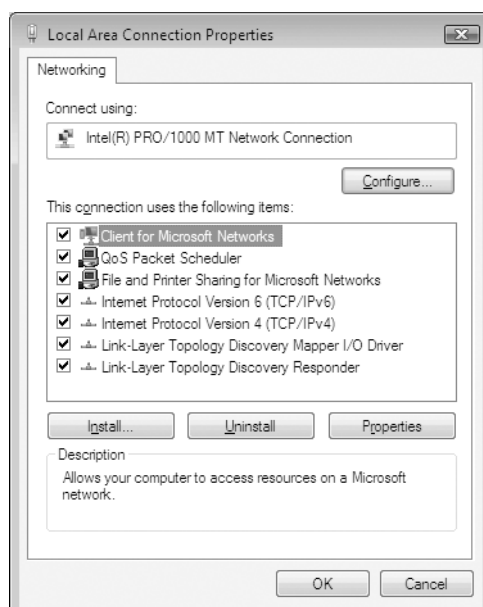 Local Area Connection Properties
Networking
Connect using:
Intel(R) PRO/1000 MT Network Connection
Configure...
This connection uses the following items:
Client for Microsoft Networks
QoS Packet Scheduler
File and Printer Sharing for Microsoft Networks
Internet Protocol Version 6 (TCP/IPv6)
Internet Protocol Version 4 (TCP/IPv4)
Link-Layer Topology Discovery Mapper I/O Driver
Link-Layer Topology Discovery Responder
Install... Uninstall Properties
Description
Allows your computer to access resources on a Microsoft
network.
OK Cancel